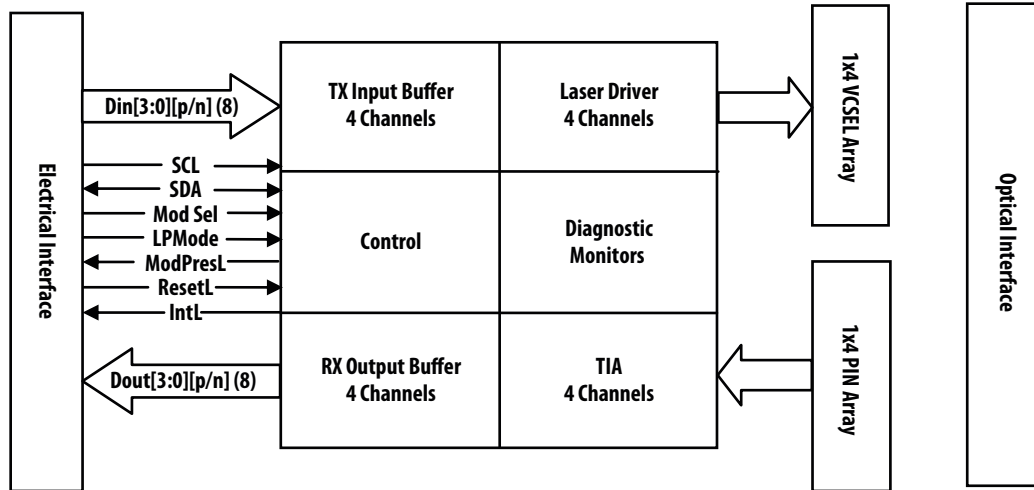 Electrical Interface
Din[3:0][p/n] (8)
SCL
SDA
Mod Sel
LPMode
ModPresL
ResetL
IntL
Dout[3:0][p/n] (8)
TX Input Buffer
4 Channels
Laser Driver
4 Channels
Control
Diagnostic
Monitors
RX Output Buffer
4 Channels
TIA
4 Channels
1x4 VCSEL Array
1x4 PIN Array
Optical Interface